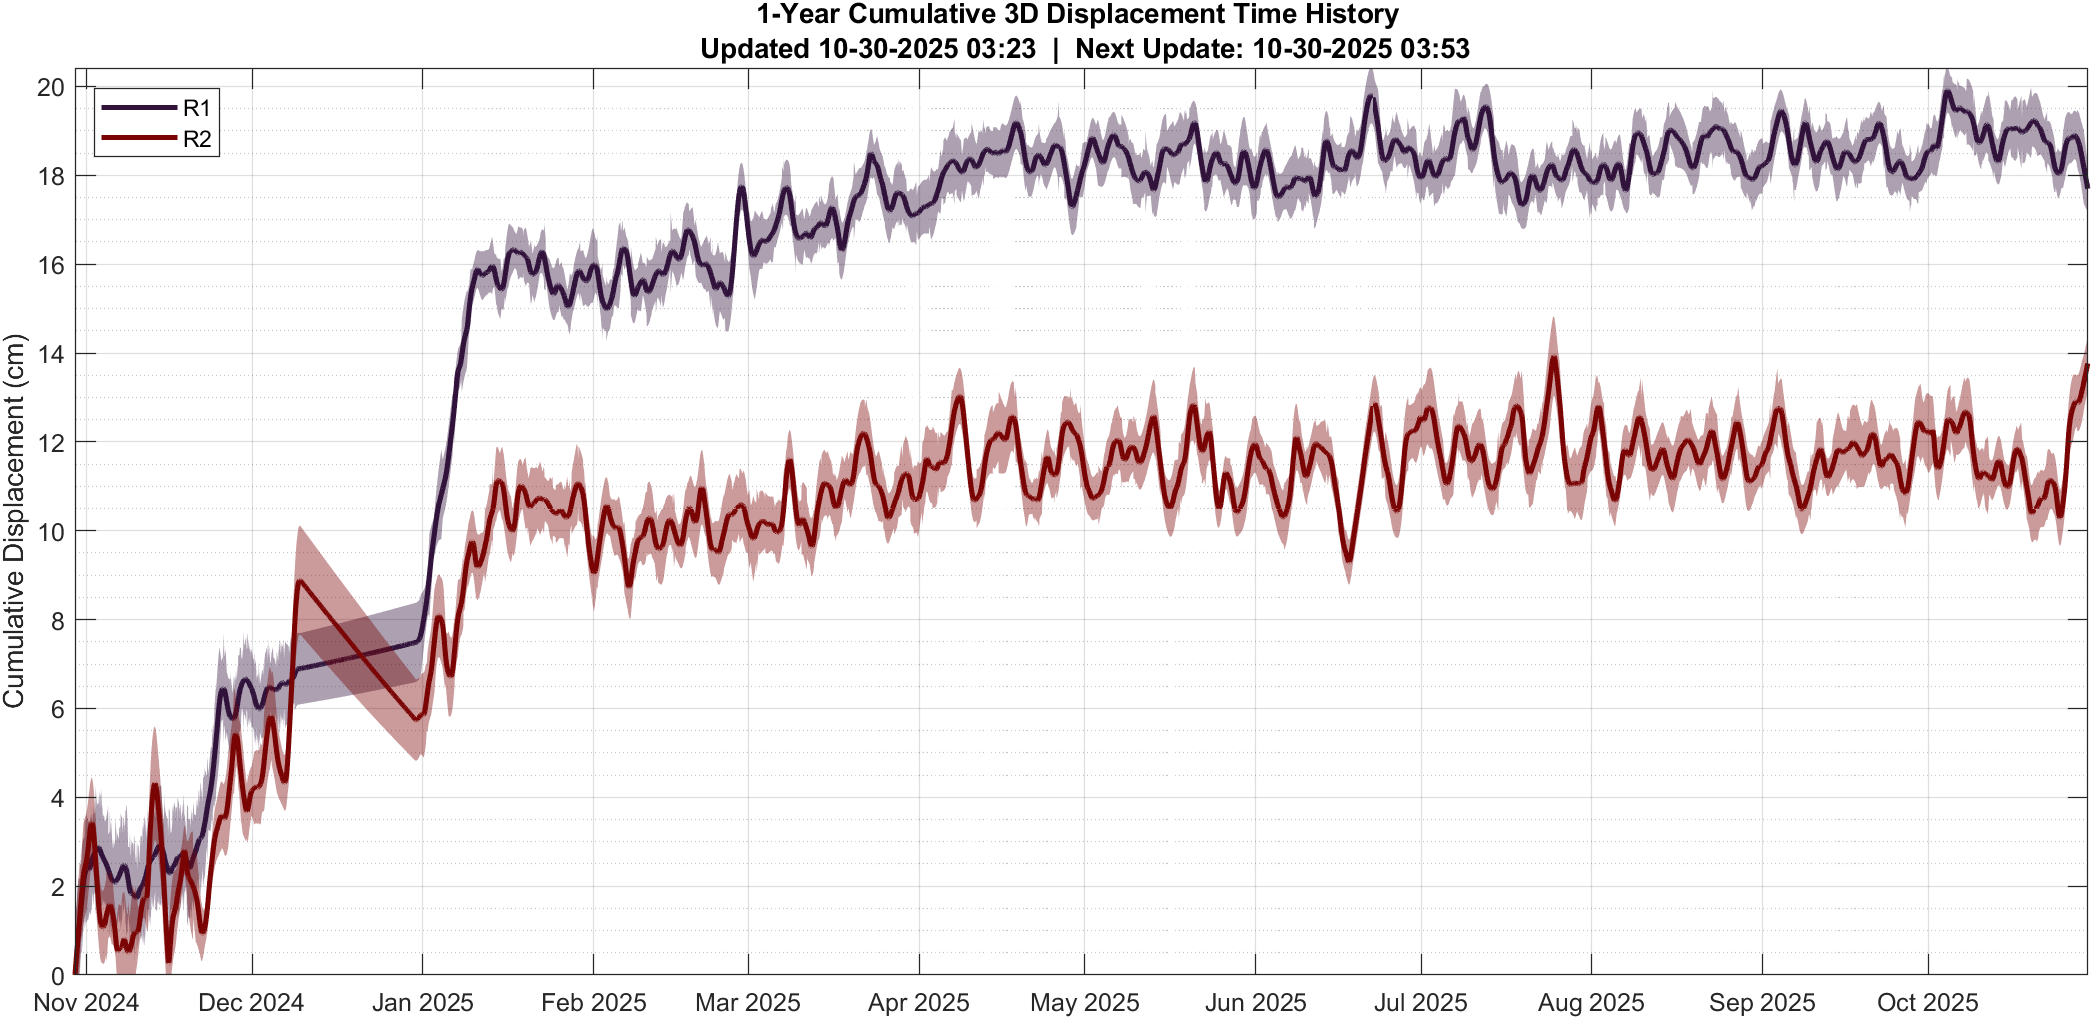 1-Year Cumulative 3D Displacement Time History
Updated 10-30-2025 03:23 | Next Update: 10-30-2025 03:53
R1
R2
Cumulative Displacement (cm)
20
18
16
14
12
10
8
6
4
2
0
Nov 2024 Dec 2024 Jan 2025 Feb 2025 Mar 2025 Apr 2025 May 2025 Jun 2025 Jul 2025 Aug 2025 Sep 2025 Oct 2025